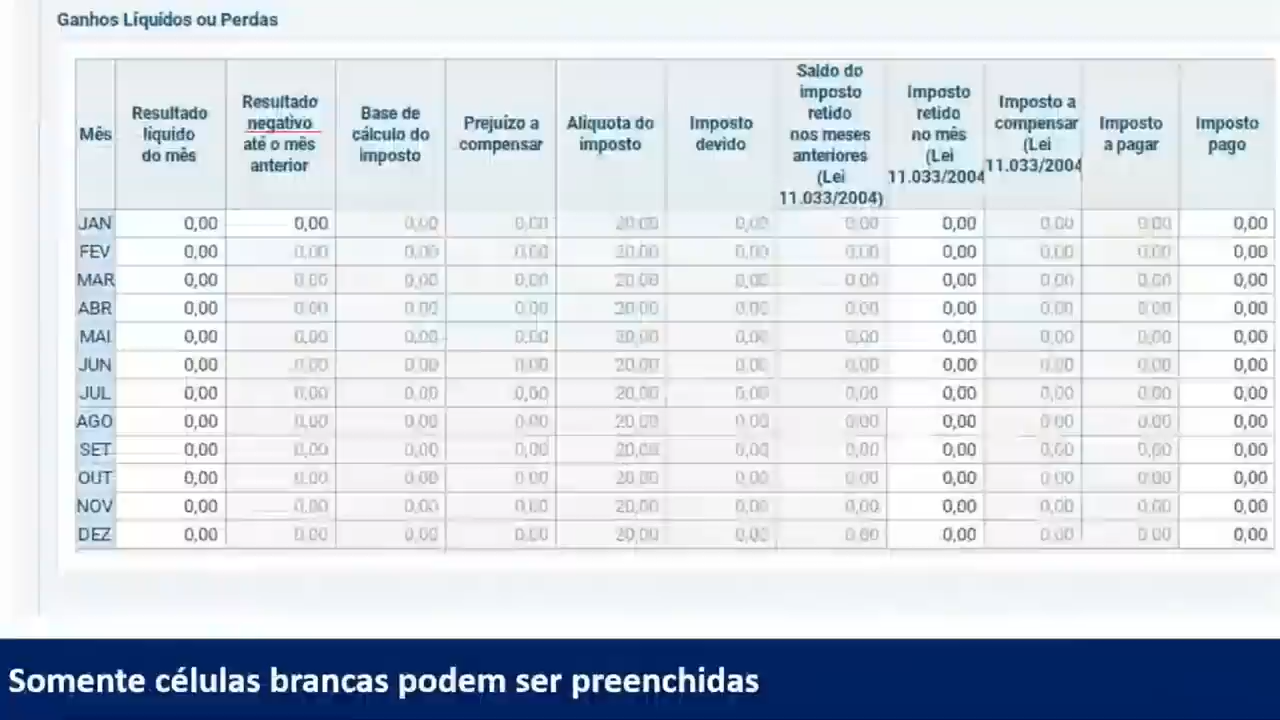 Ganhos Líquidos ou Perdas
Mês | Resultado líquido do mês | Resultado negativo até o mês anterior | Base de cálculo do imposto | Prejuízo a compensar | Alíquota do imposto | Imposto devido | Saldo do imposto retido nos meses anteriores (Lei 11.033/2004) | Imposto retido no mês (Lei 11.033/2004 | Imposto a compensar (Lei 11.033/2004 | Imposto a pagar | Imposto pago
JAN 0,00 0,00 0,00 0,00 20,00 0,00 0,00 0,00 0,00 0,00 0,00
FEV 0,00 0,00 0,00 0,00 20,00 0,00 0,00 0,00 0,00 0,00 0,00
MAR 0,00 0,00 0,00 0,00 20,00 0,00 0,00 0,00 0,00 0,00 0,00
ABR 0,00 0,00 0,00 0,00 20,00 0,00 0,00 0,00 0,00 0,00 0,00
MAI 0,00 0,00 0,00 0,00 20,00 0,00 0,00 0,00 0,00 0,00 0,00
JUN 0,00 0,00 0,00 0,00 20,00 0,00 0,00 0,00 0,00 0,00 0,00
JUL 0,00 0,00 0,00 0,00 20,00 0,00 0,00 0,00 0,00 0,00 0,00
AGO 0,00 0,00 0,00 0,00 20,00 0,00 0,00 0,00 0,00 0,00 0,00
SET 0,00 0,00 0,00 0,00 20,00 0,00 0,00 0,00 0,00 0,00 0,00
OUT 0,00 0,00 0,00 0,00 20,00 0,00 0,00 0,00 0,00 0,00 0,00
NOV 0,00 0,00 0,00 0,00 20,00 0,00 0,00 0,00 0,00 0,00 0,00
DEZ 0,00 0,00 0,00 0,00 20,00 0,00 0,00 0,00 0,00 0,00 0,00
Somente células brancas podem ser preenchidas